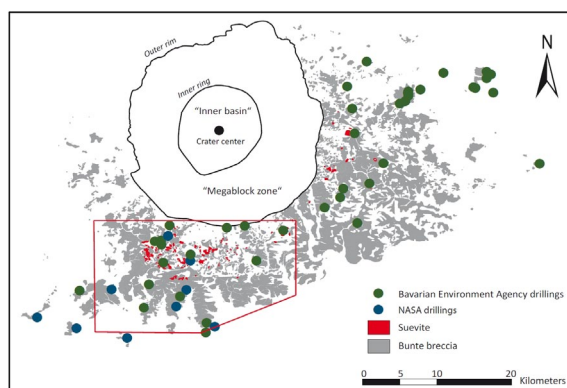 N
Outer rim
Inner ring
"Inner basin"
Crater center
"Megablock zone"
Bavarian Environment Agency drillings
NASA drillings
Suevite
Bunte breccia
0 5 10 20
Kilometers